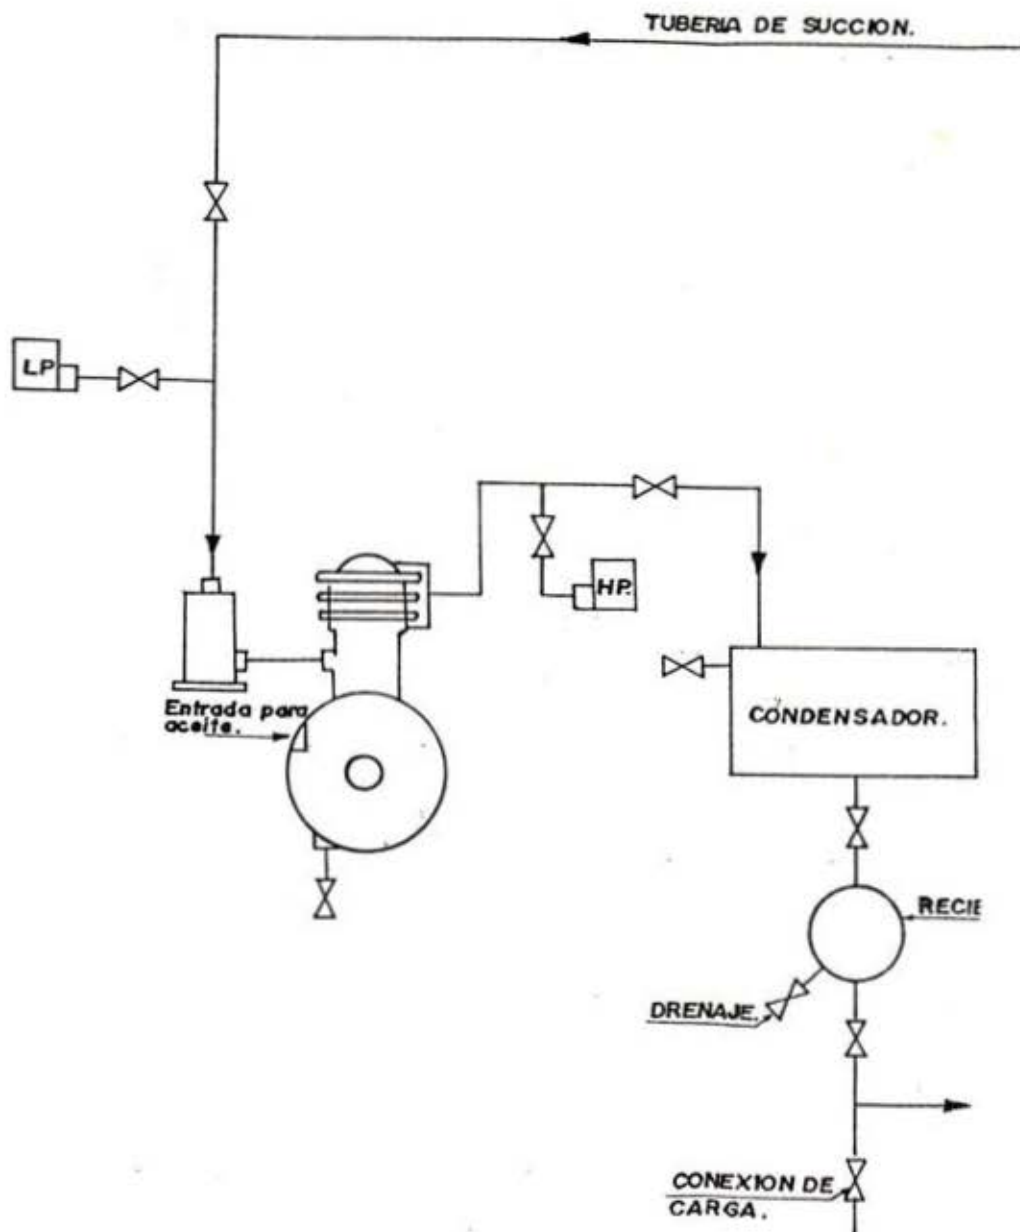 TUBERIA DE SUCCION.
LP
HP.
Entrada para
aceite.
CONDENSADOR.
RECIE
DRENAJE.
CONEXION DE
CARGA.